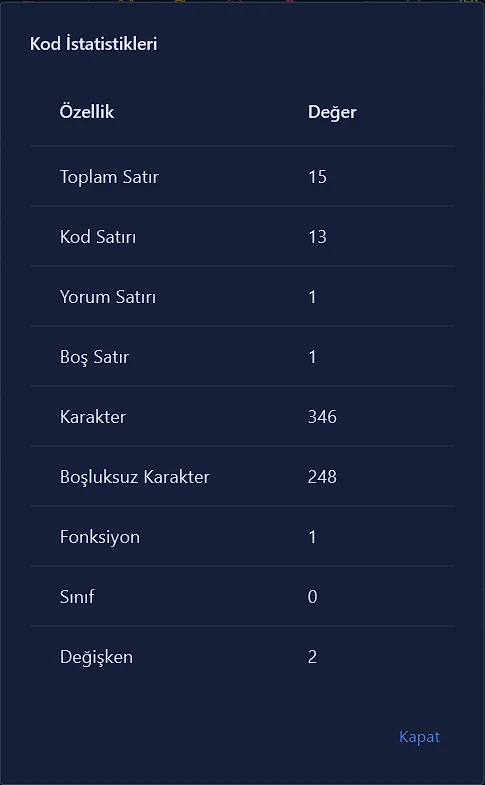 Kod İstatistikleri
Özellik Değer
Toplam Satır 15
Kod Satırı 13
Yorum Satırı 1
Boş Satır 1
Karakter 346
Boşluksuz Karakter 248
Fonksiyon 1
Sınıf 0
Değişken 2
Kapat